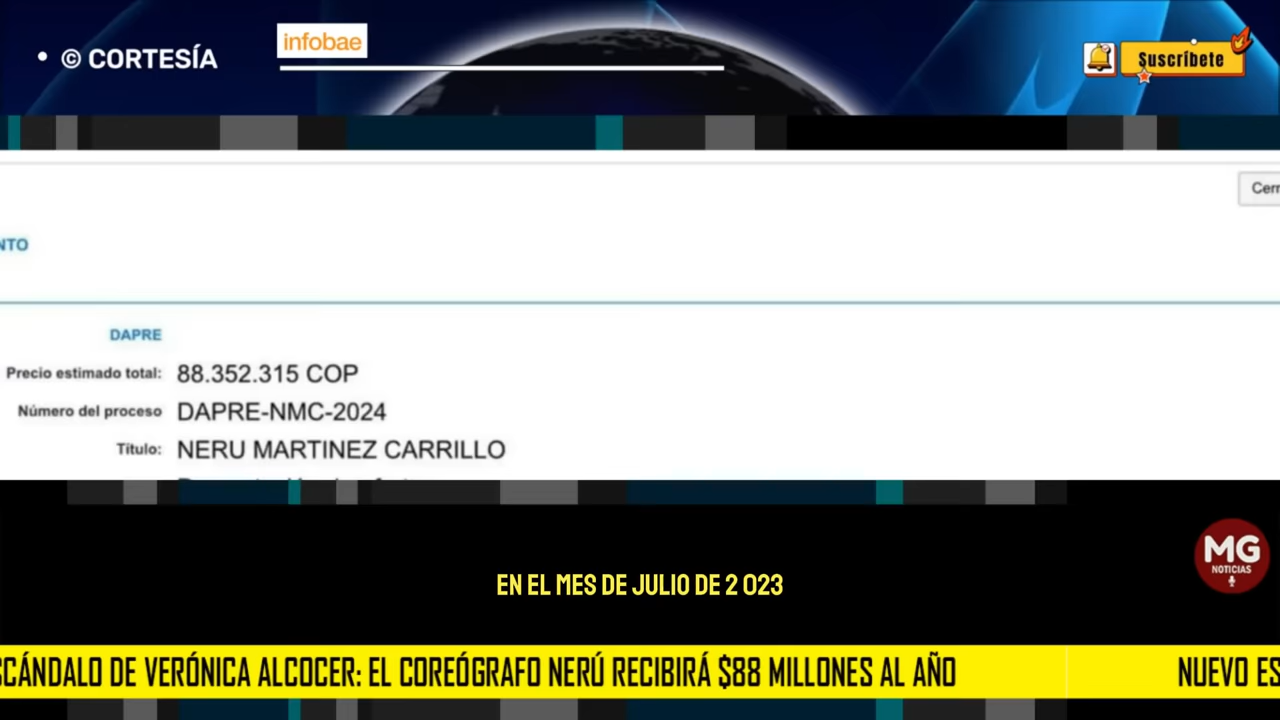 • © CORTESÍA
infobae
Suscríbete
NTO
DAPRE
Precio estimado total: 88.352.315 COP
Número del proceso DAPRE-NMC-2024
Título: NERU MARTINEZ CARRILLO
MG
NOTICIAS
EN EL MES DE JULIO DE 2 023
SCÁNDALO DE VERÓNICA ALCOCER: EL COREÓGRAFO NERÚ RECIBIRÁ $88 MILLONES AL AÑO NUEVO ES